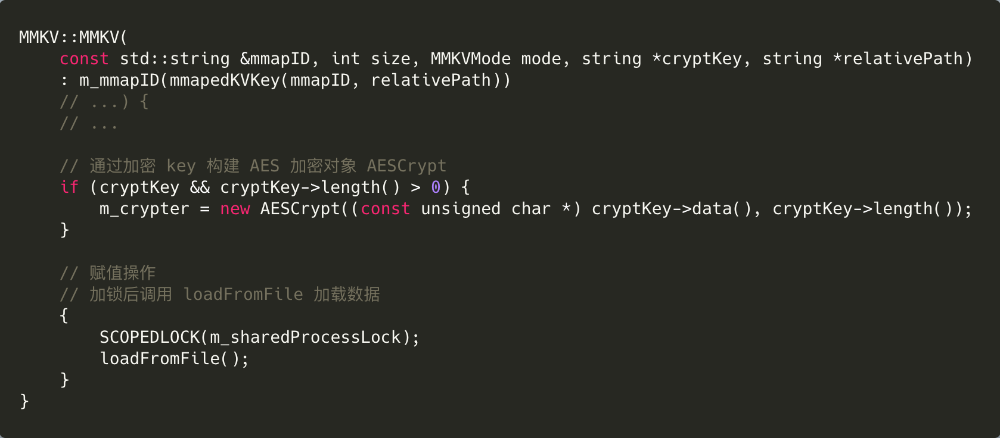 MMKV::MMKV(
    const std::string &mmapID, int size, MMKVMode mode, string *cryptKey, string *relativePath)
    : m_mmapID(mmapedKVKey(mmapID, relativePath))
    // ...) {
    // ...

    // 通过加密 key 构建 AES 加密对象 AESCrypt
    if (cryptKey && cryptKey->length() > 0) {
        m_crypter = new AESCrypt((const unsigned char *) cryptKey->data(), cryptKey->length());
    }

    // 赋值操作
    // 加锁后调用 loadFromFile 加载数据
    {
        SCOPEDLOCK(m_sharedProcessLock);
        loadFromFile();
    }
}